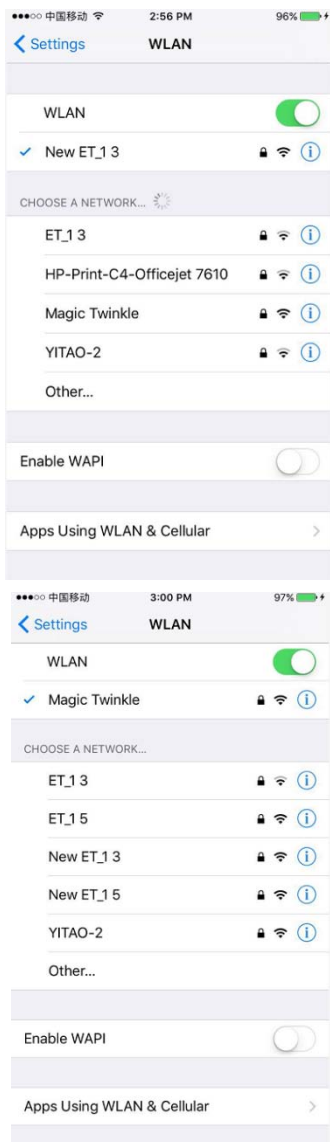 中国移动 2:56 PM 96%
Settings WLAN
WLAN
New ET_1 3
CHOOSE A NETWORK...
ET_1 3
HP-Print-C4-Officejet 7610
Magic Twinkle
YITAO-2
Other...
Enable WAPI
Apps Using WLAN & Cellular
中国移动 3:00 PM 97%
Settings WLAN
WLAN
Magic Twinkle
CHOOSE A NETWORK...
ET_1 3
ET_1 5
New ET_1 3
New ET_1 5
YITAO-2
Other...
Enable WAPI
Apps Using WLAN & Cellular